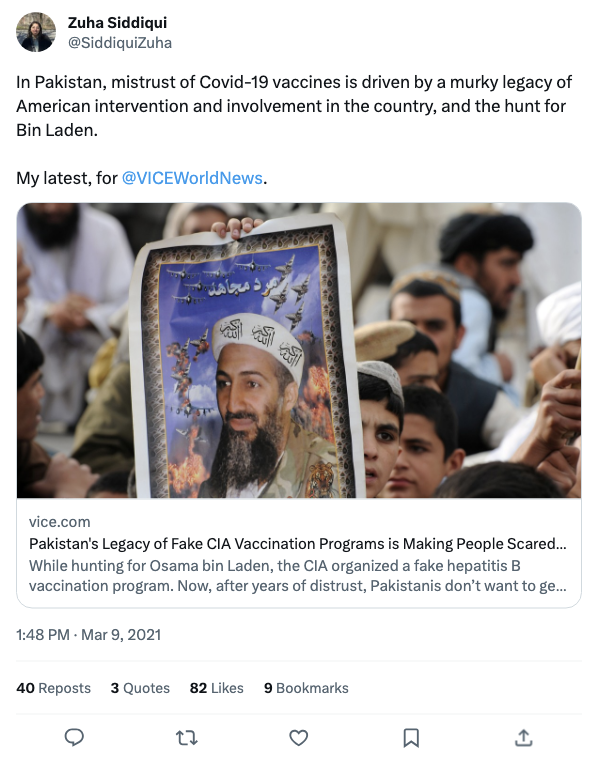 Zuha Siddiqui
@SiddiquiZuha
In Pakistan, mistrust of Covid-19 vaccines is driven by a murky legacy of
American intervention and involvement in the country, and the hunt for
Bin Laden.
My latest, for @VICEWorldNews.
مرد مجاهد
الله الله الله
vice.com
Pakistan's Legacy of Fake CIA Vaccination Programs is Making People Scared...
While hunting for Osama bin Laden, the CIA organized a fake hepatitis B
vaccination program. Now, after years of distrust, Pakistanis don’t want to ge...
1:48 PM · Mar 9, 2021
40 Reposts 3 Quotes 82 Likes 9 Bookmarks